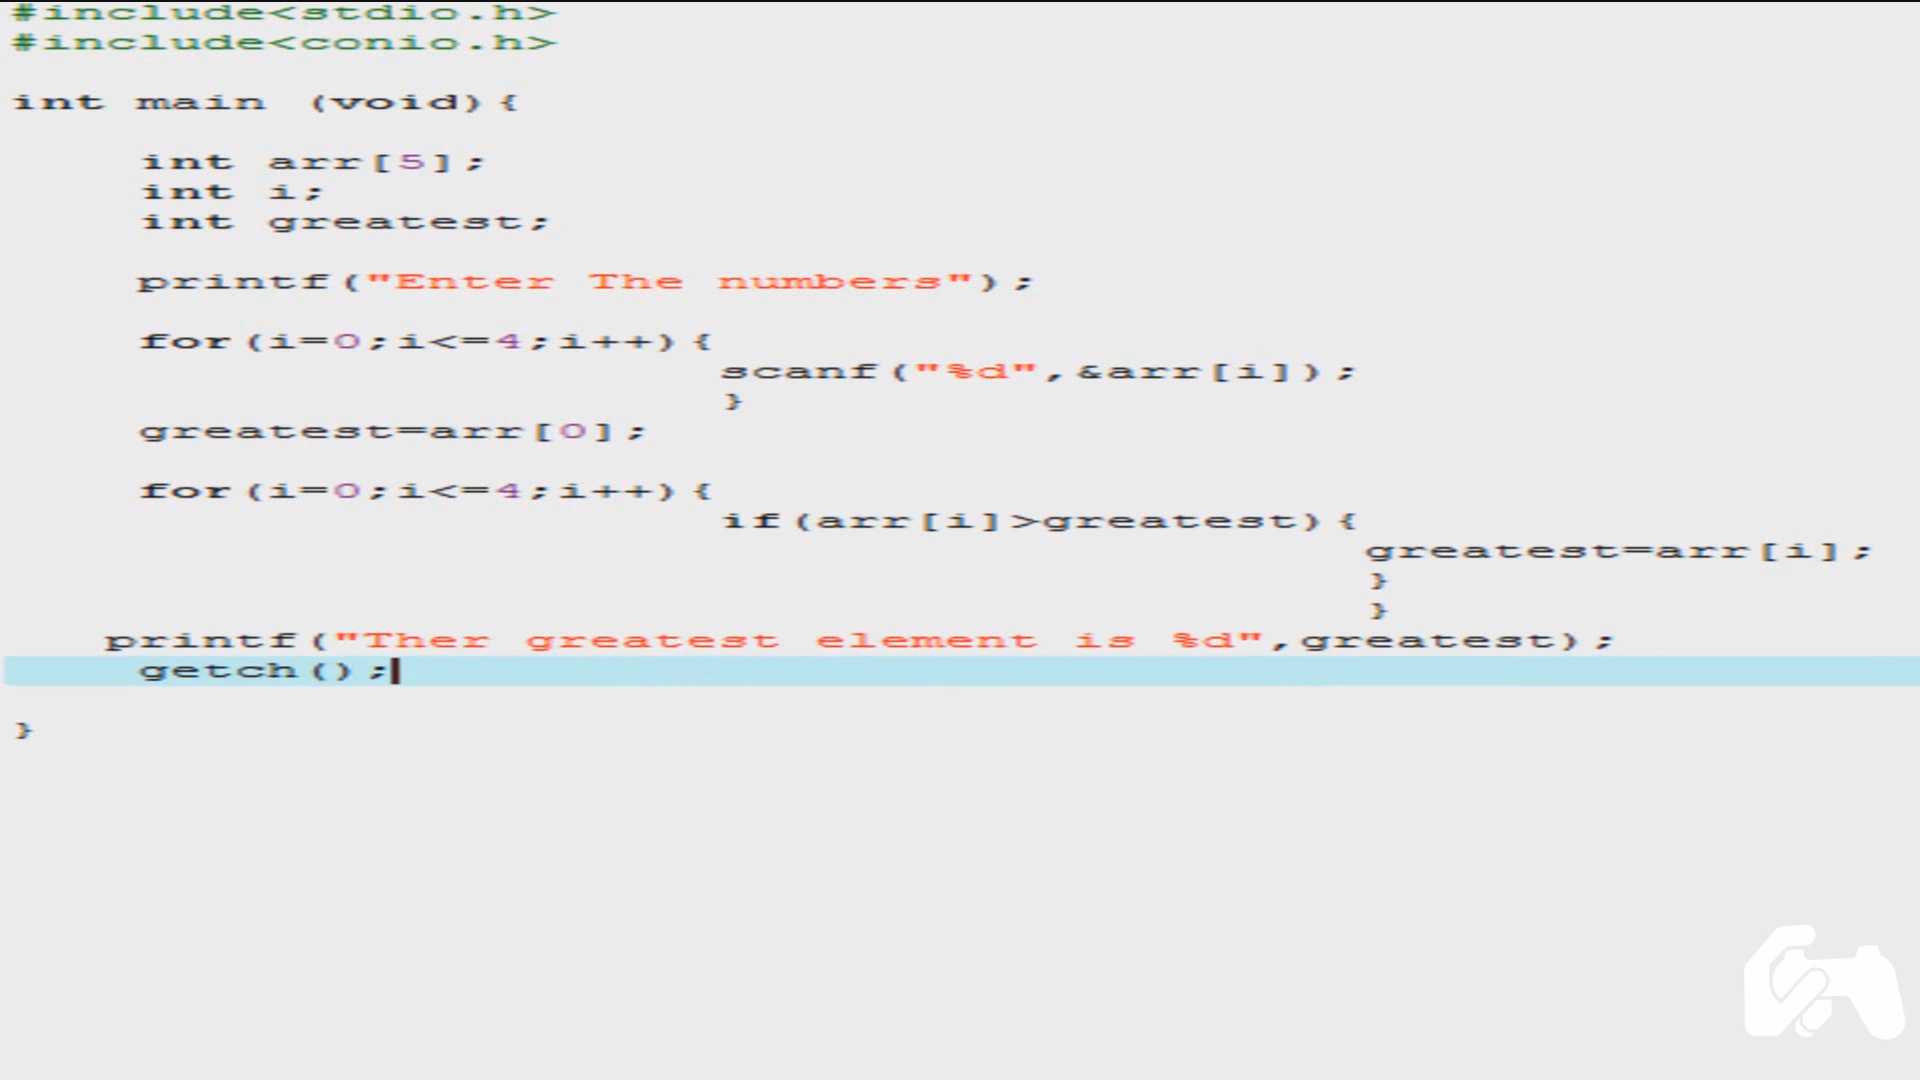 #include<stdio.h>
#include<conio.h>
int main (void){
int arr[5];
int i;
int greatest;
printf("Enter The numbers");
for(i=0;i<=4;i++){
scanf("%d",&arr[i]);
}
greatest=arr[0];
for(i=0;i<=4;i++){
if(arr[i]>greatest){
greatest=arr[i];
}
}
printf("Ther greatest element is %d",greatest);
getch();
}